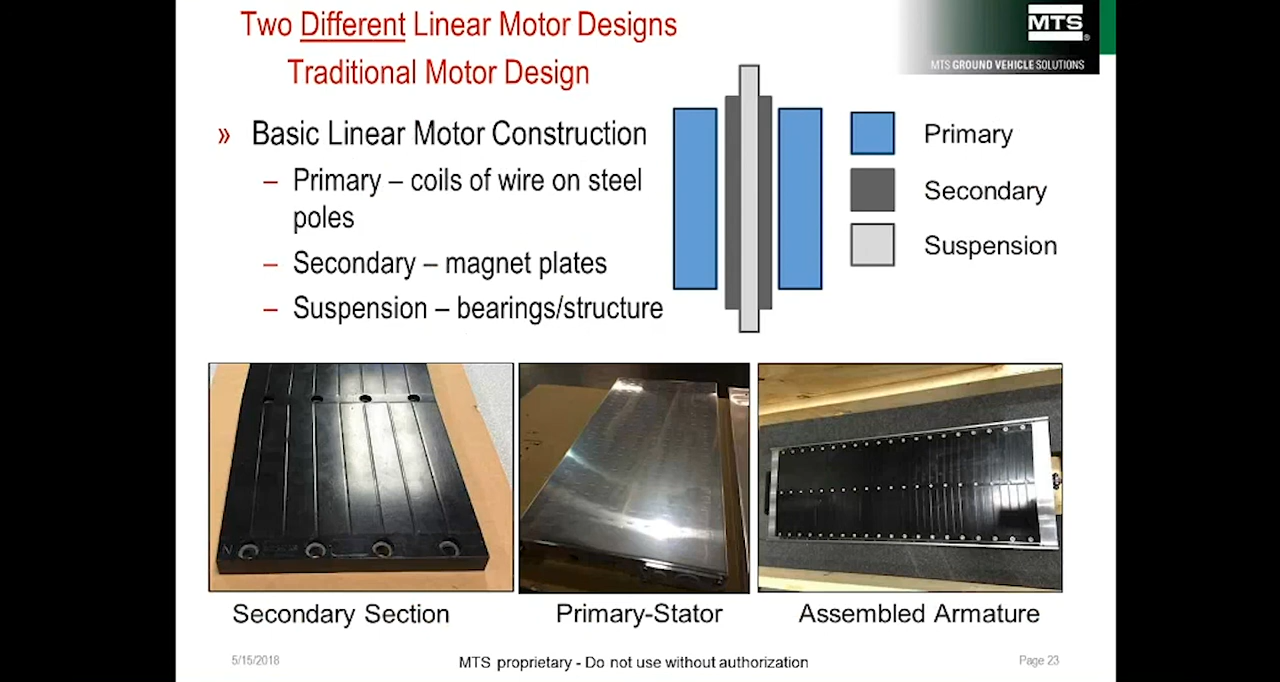 Two Different Linear Motor Designs
Traditional Motor Design
MTS
MTS GROUND VEHICLE SOLUTIONS
» Basic Linear Motor Construction
– Primary – coils of wire on steel
poles
– Secondary – magnet plates
– Suspension – bearings/structure
Primary
Secondary
Suspension
N
Secondary Section
Primary-Stator
Assembled Armature
5/15/2018
MTS proprietary - Do not use without authorization
Page 23